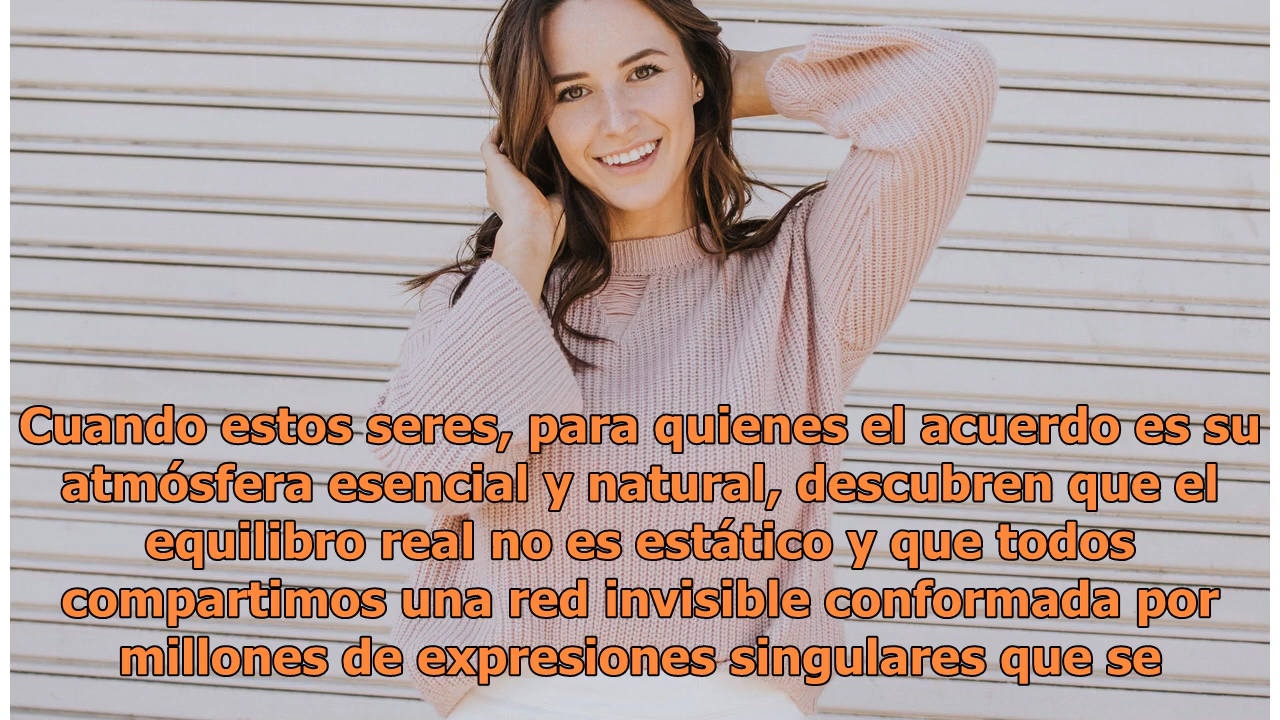 Cuando estos seres, para quienes el acuerdo es su
atmósfera esencial y natural, descubren que el
equilibro real no es estático y que todos
compartimos una red invisible conformada por
millones de expresiones singulares que se